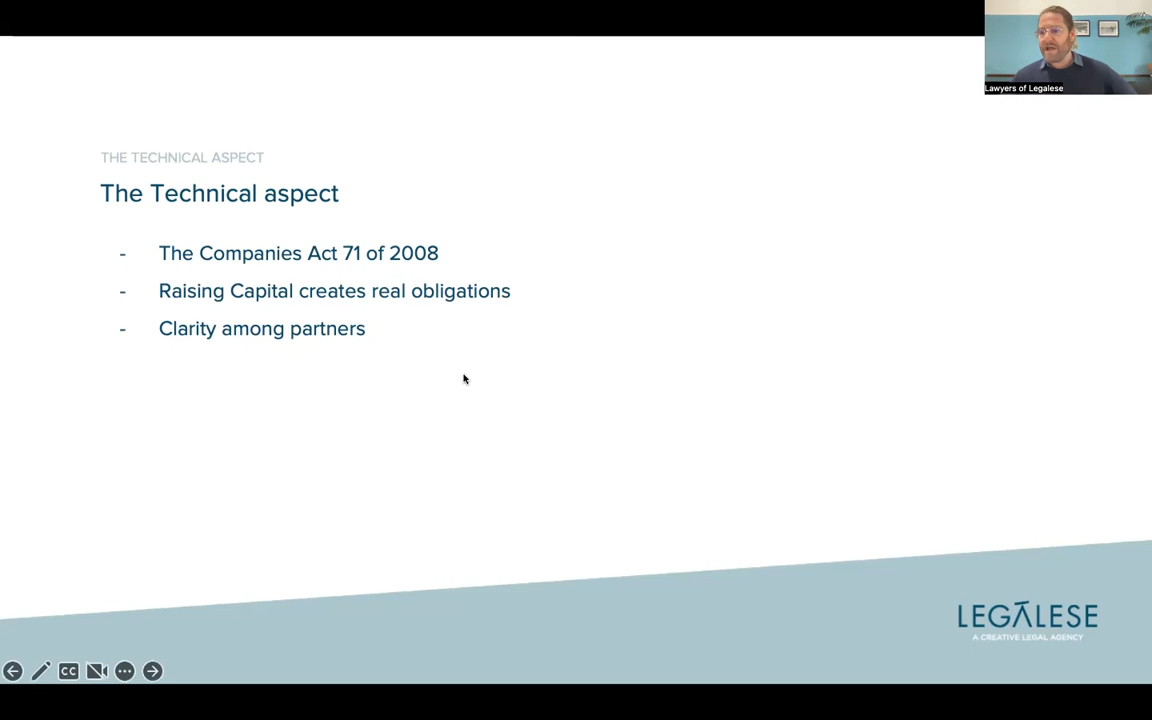 Lawyers of Legalese
THE TECHNICAL ASPECT
The Technical aspect
- The Companies Act 71 of 2008
- Raising Capital creates real obligations
- Clarity among partners
LEGALESE
A CREATIVE LEGAL AGENCY
CC